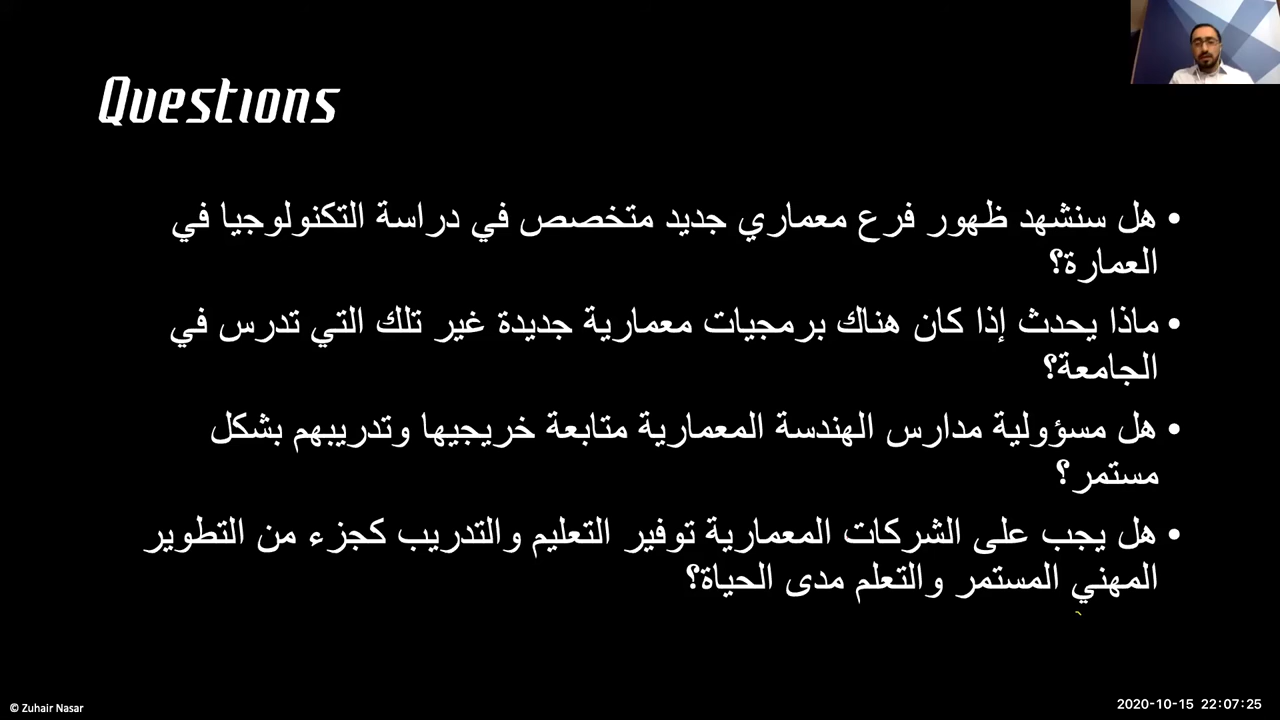 Questions
• هل سنشهد ظهور فرع معماري جديد متخصص في دراسة التكنولوجيا في
العمارة؟
• ماذا يحدث إذا كان هناك برمجيات معمارية جديدة غير تلك التي تدرس في
الجامعة؟
• هل مسؤولية مدارس الهندسة المعمارية متابعة خريجيها وتدريبهم بشكل
مستمر؟
• هل يجب على الشركات المعمارية توفير التعليم والتدريب كجزء من التطوير
المهني المستمر والتعلم مدى الحياة؟
© Zuhair Nasar
2020-10-15 22:07:25